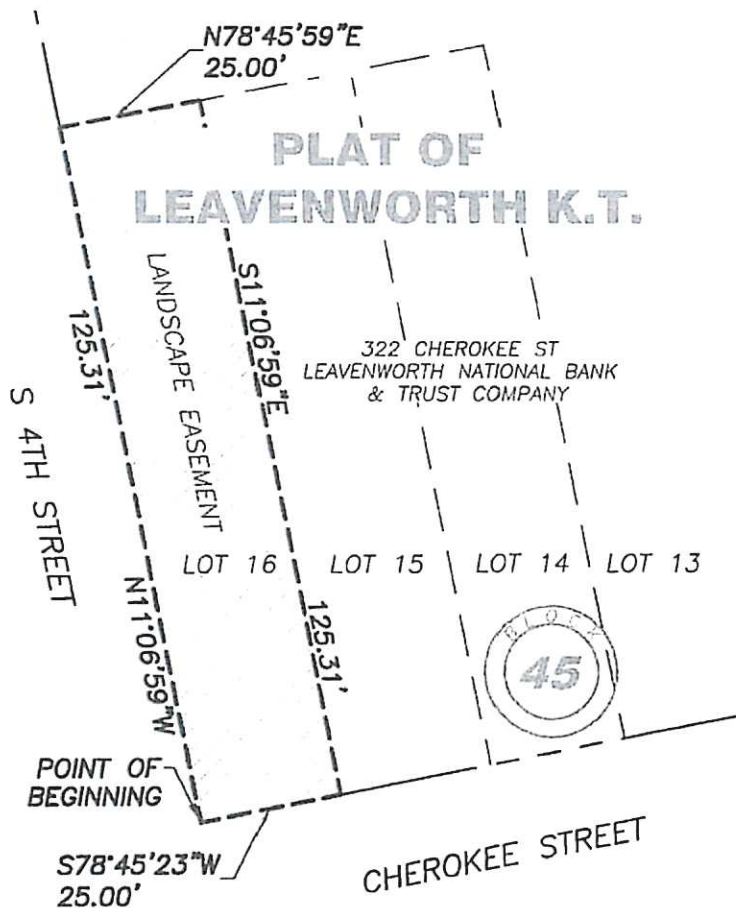 N78°45'59"E
25.00'
PLAT OF
LEAVENWORTH K.T.
LANDSCAPE EASEMENT
S11°06'59"E
125.31'
322 CHEROKEE ST
LEAVENWORTH NATIONAL BANK
& TRUST COMPANY
S 4TH STREET
LOT 16
LOT 15
LOT 14
LOT 13
N11°06'59"W
125.31'
BLOCK
45
POINT OF
BEGINNING
S78°45'23"W
25.00'
CHEROKEE STREET